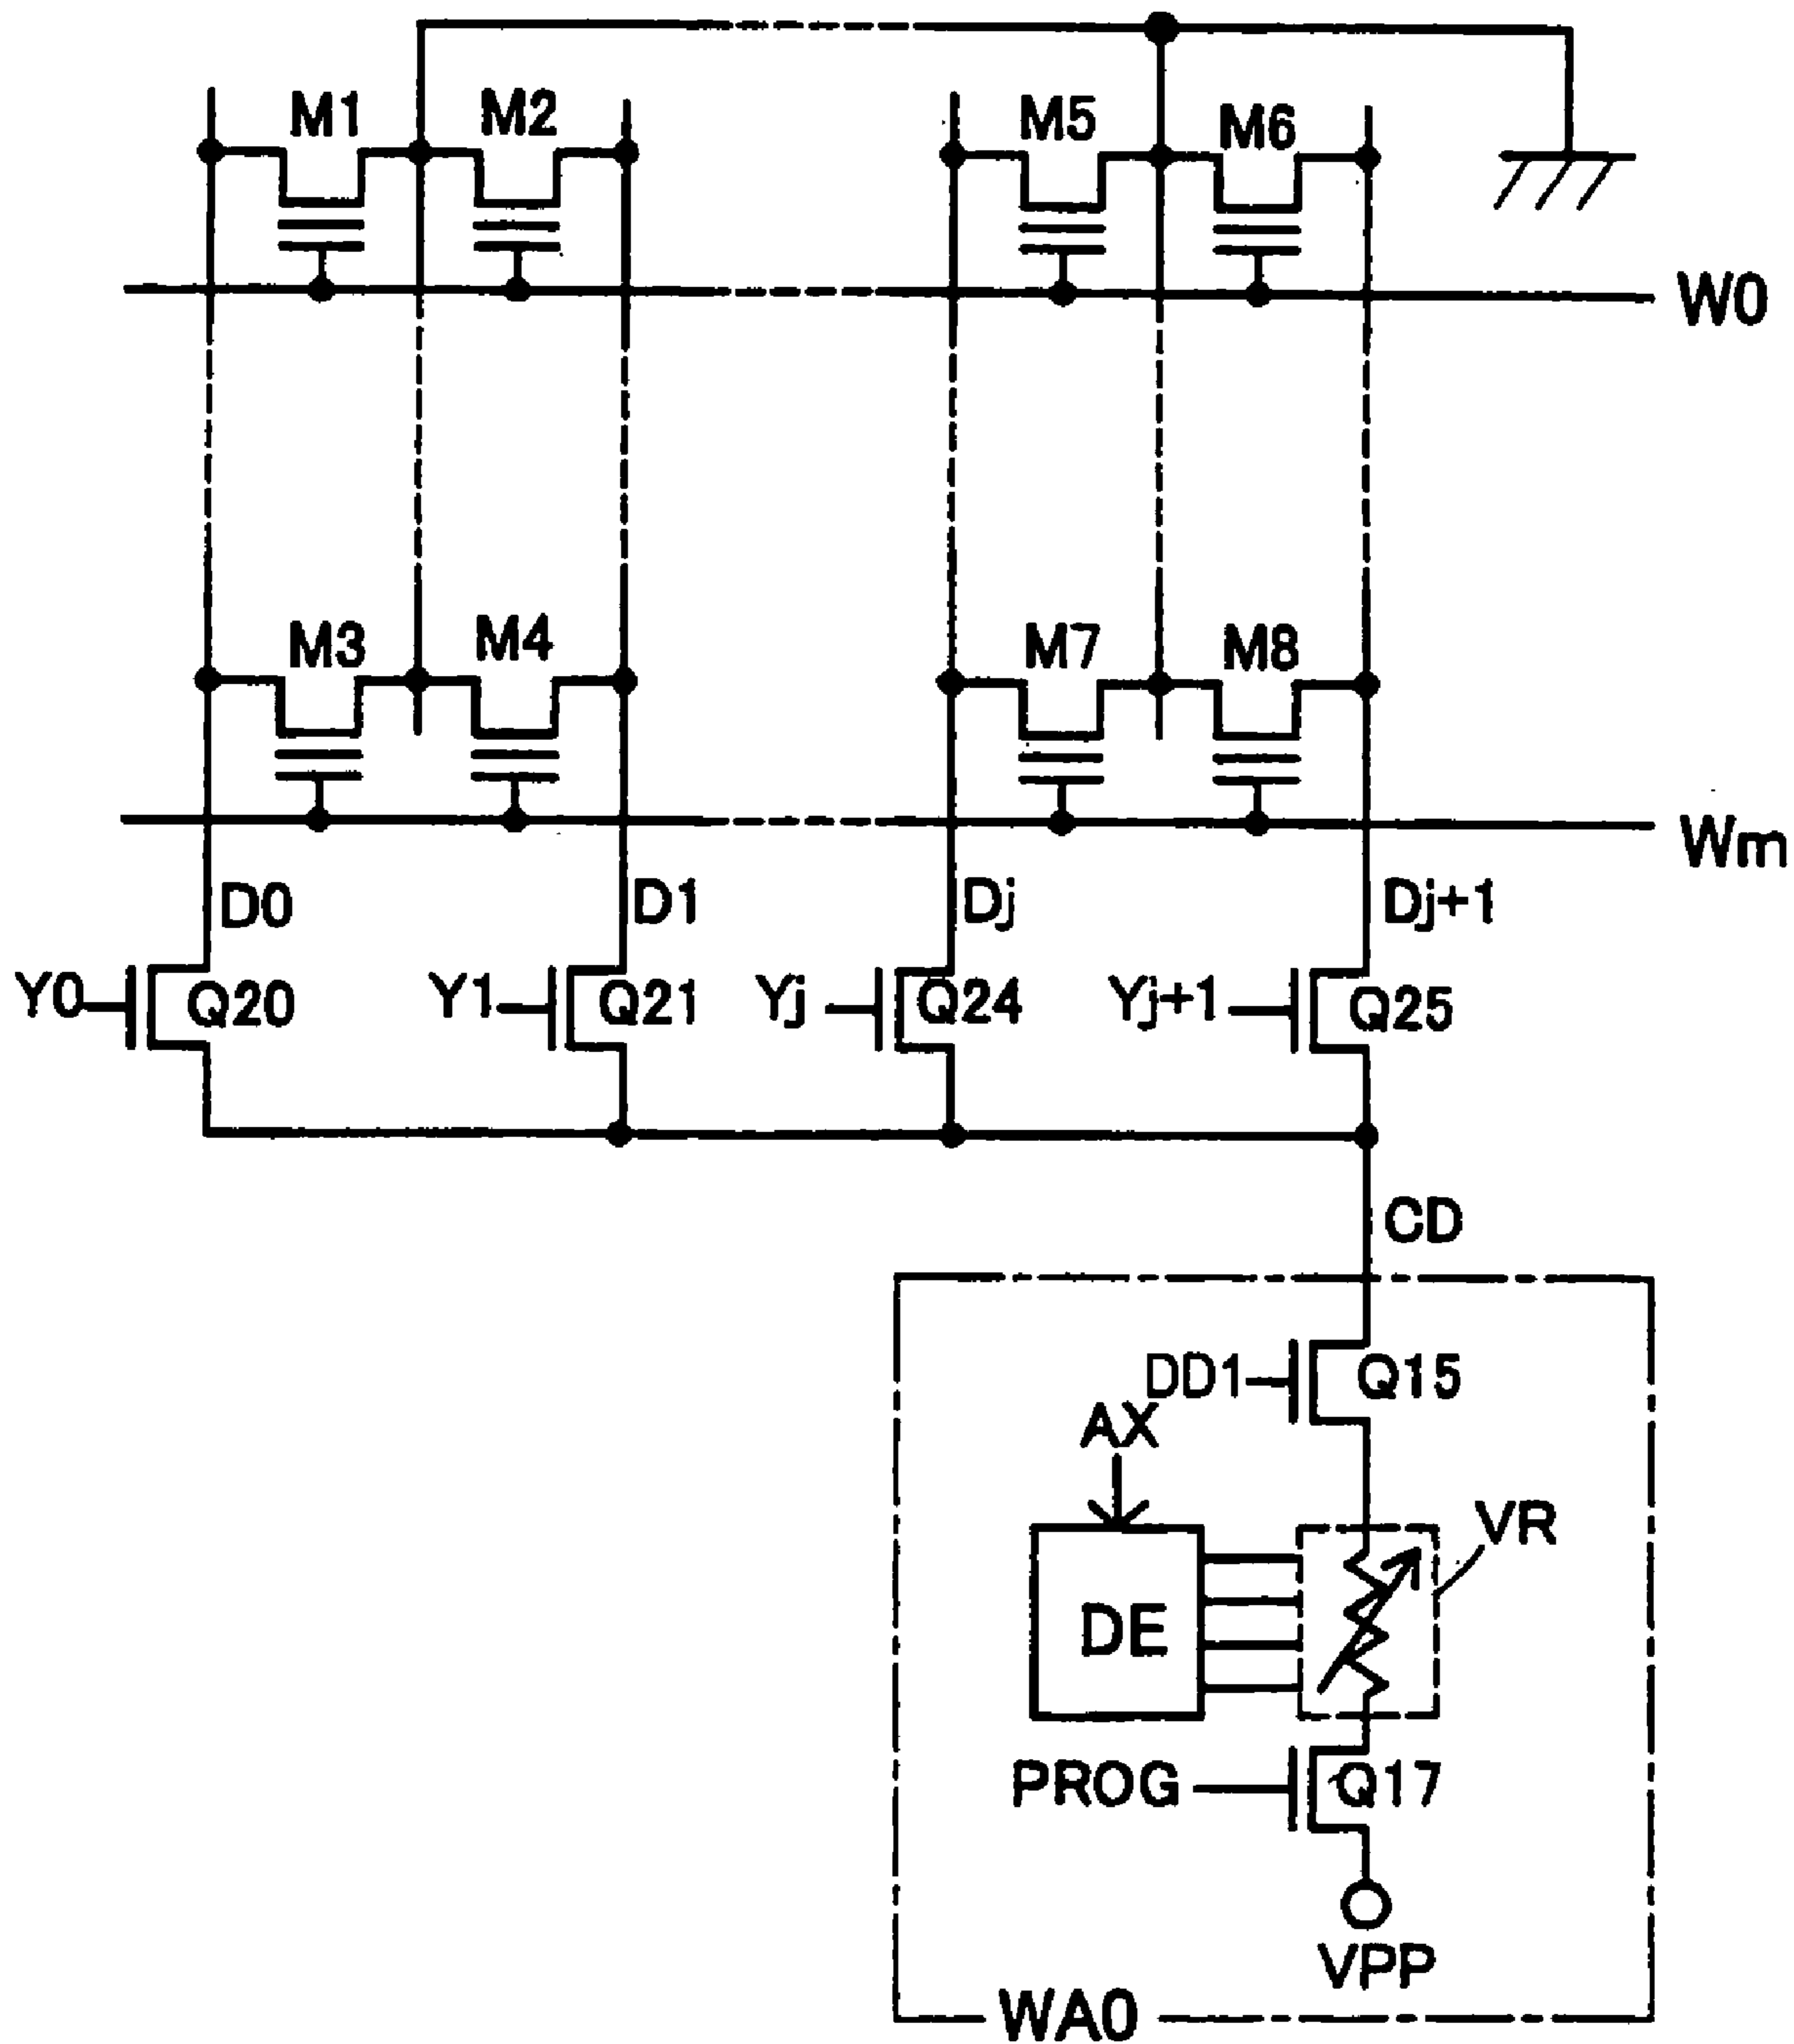 M1 M2 M5 M6
W0
M3 M4 M7 M8
Wm
D0 D1 Dj Dj+1
Y0 Q20 Y1 Q21 Yj Q24 Yj+1 Q25
CD
DD1 Q15
AX
VR
DE
PROG Q17
VPP
WA0